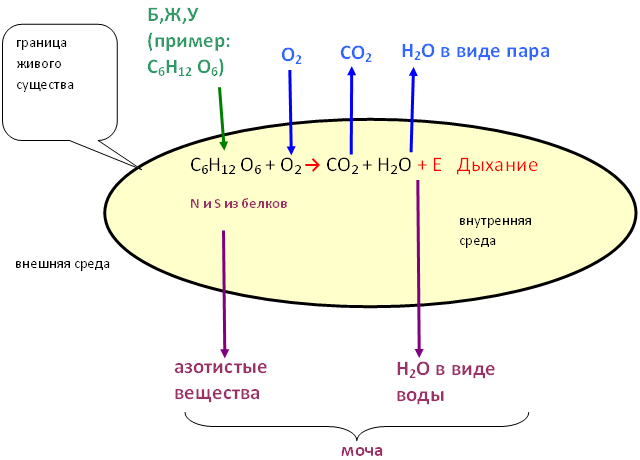 граница
живого
существа
Б,Ж,У
(пример:
C₆H₁₂ O₆)
O₂
CO₂
H₂O в виде пара
C₆H₁₂ O₆ + O₂ → CO₂ + H₂O + E Дыхание
N и S из белков
внутренняя
среда
внешняя среда
азотистые
вещества
H₂O в виде
воды
моча